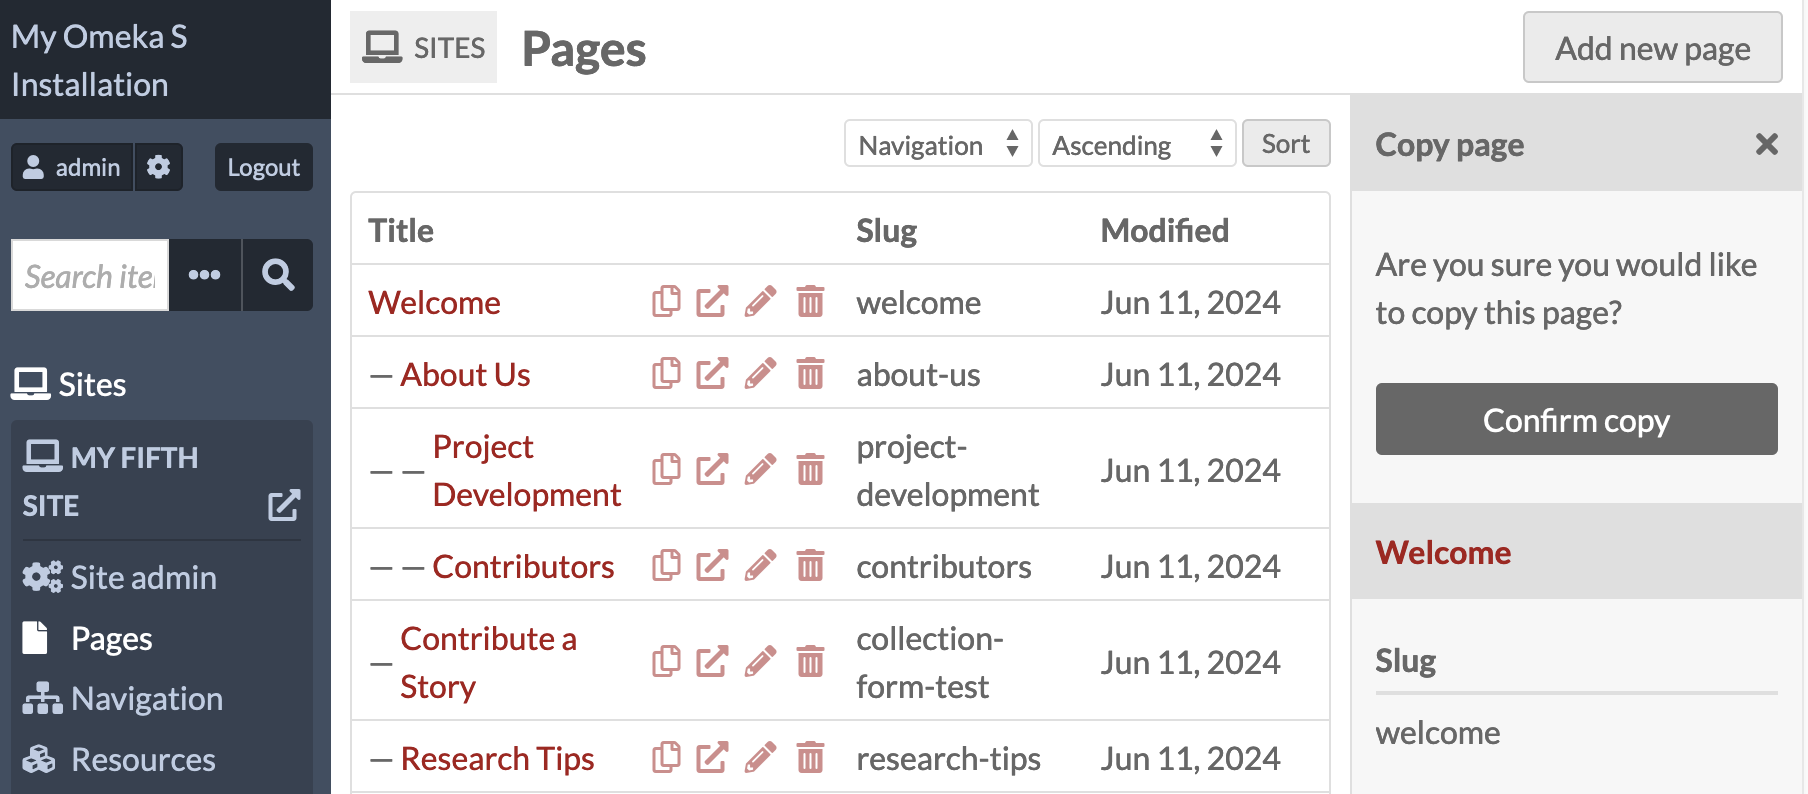 My Omeka S
Installation
admin
Logout
Search ite
Sites
MY FIFTH
SITE
Site admin
Pages
Navigation
Resources
SITES
Pages
Add new page
Navigation
Ascending
Sort
Title Slug Modified
Welcome welcome Jun 11, 2024
— About Us about-us Jun 11, 2024
— — Project
Development
project-
development
Jun 11, 2024
— — Contributors contributors Jun 11, 2024
— Contribute a
Story
collection-
form-test
Jun 11, 2024
— Research Tips research-tips Jun 11, 2024
Copy page
Are you sure you would like
to copy this page?
Confirm copy
Welcome
Slug
welcome